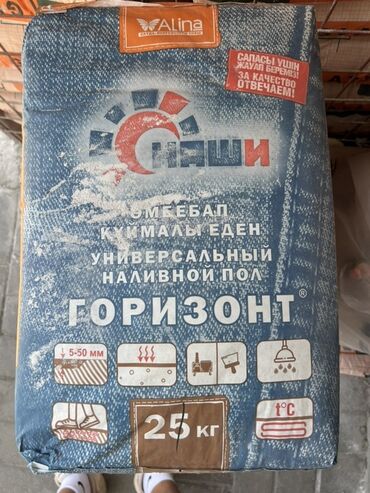 Alina
САПАСЫ ҮШІН
ЖАУАП БЕРЕМІЗ!
ЗА КАЧЕСТВО
ОТВЕЧАЕМ!
НАШИ
ӘМБЕБАП
ҚҰЙМАЛЫ ЕДЕН
УНИВЕРСАЛЬНЫЙ
НАЛИВНОЙ ПОЛ
ГОРИЗОНТ®
5-50 мм
t°C
25 кг